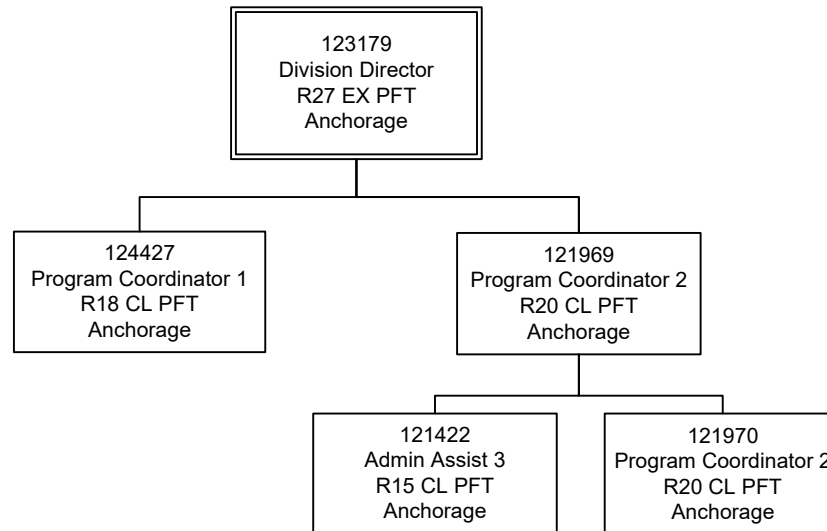 123179
Division Director
R27 EX PFT
Anchorage
124427
Program Coordinator 1
R18 CL PFT
Anchorage
121969
Program Coordinator 2
R20 CL PFT
Anchorage
121422
Admin Assist 3
R15 CL PFT
Anchorage
121970
Program Coordinator 2
R20 CL PFT
Anchorage